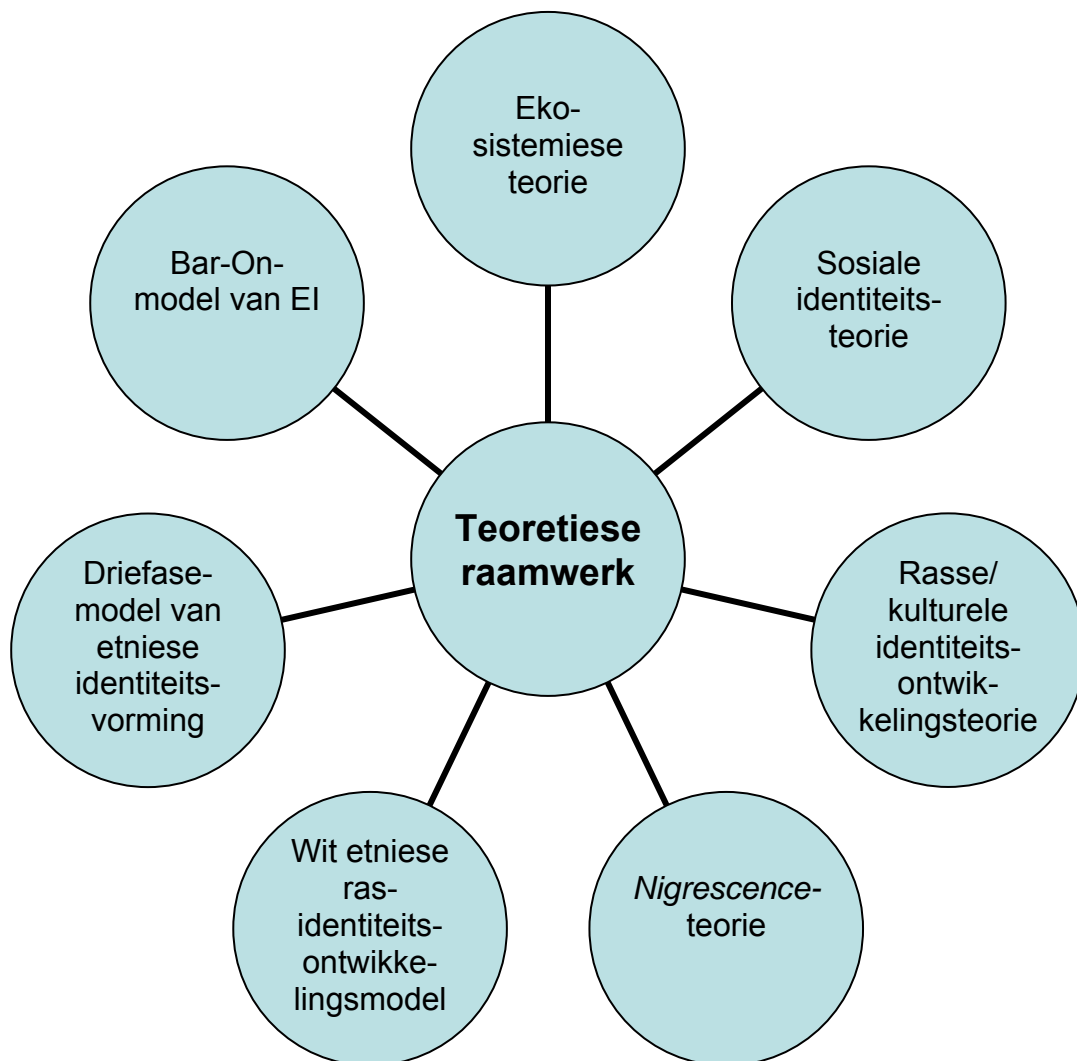 Eko-
sistemiese
teorie
Sosiale
identiteits-
teorie
Rasse/
kulturele
identiteits-
ontwik-
kelingsteorie
Nigrescence-
teorie
Wit etniese
ras-
identiteits-
ontwikke-
lingsmodel
Driefase-
model van
etniese
identiteits-
vorming
Bar-On-
model van EI
Teoretiese
raamwerk